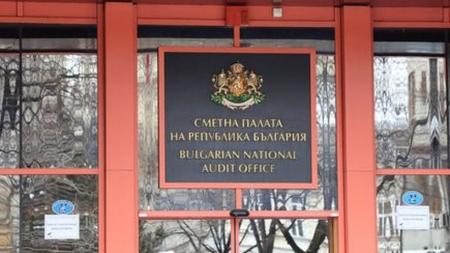 СМЕТНА ПАЛАТА
НА РЕПУБЛИКА БЪЛГАРИЯ
BULGARIAN NATIONAL
AUDIT OFFICE